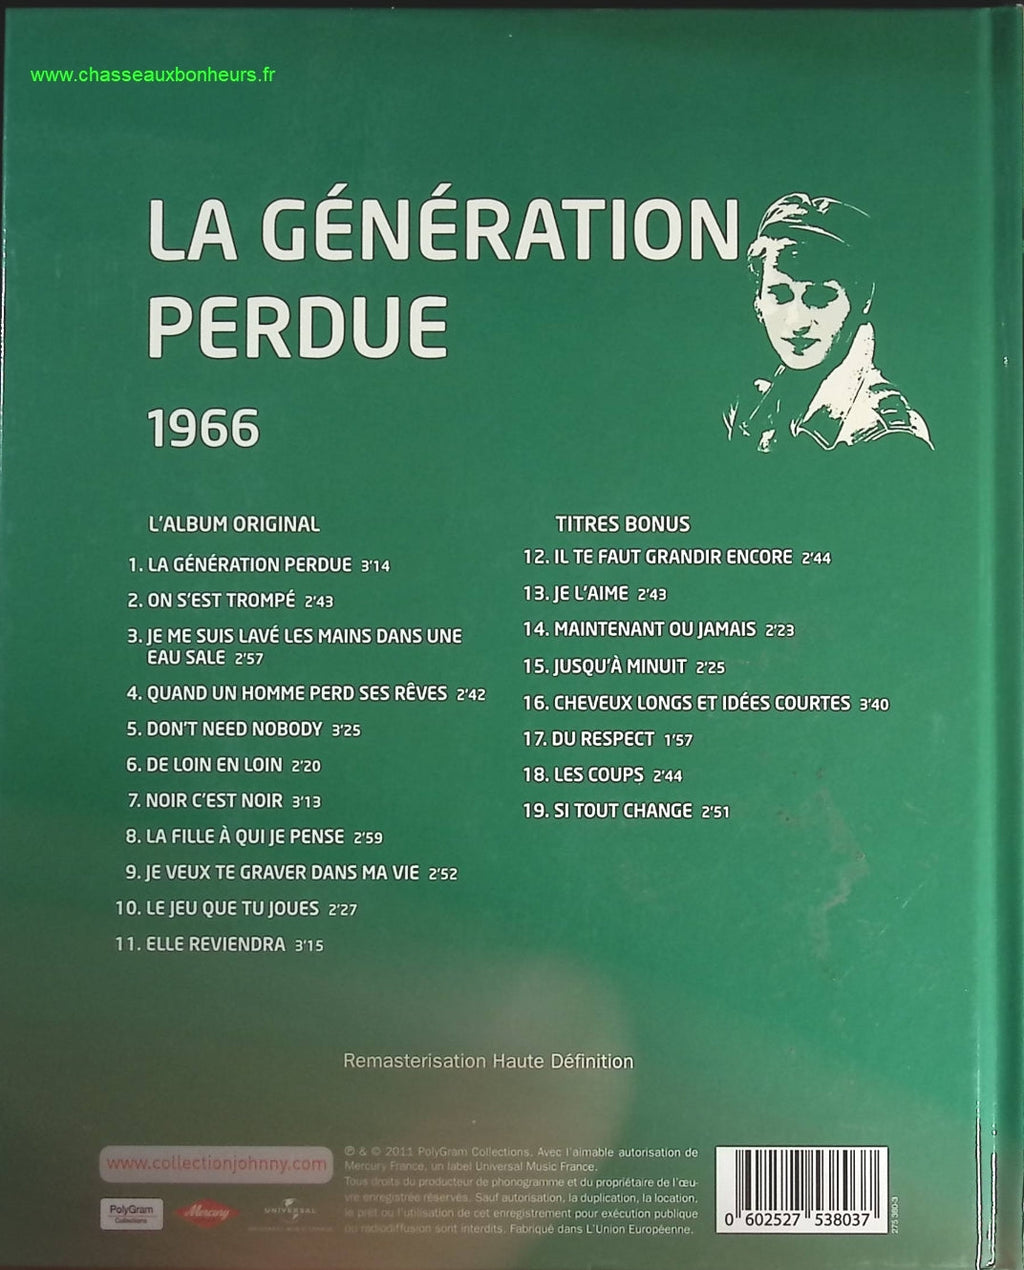 www.chasseauxbonheurs.fr
LA GÉNÉRATION
PERDUE
1966
L'ALBUM ORIGINAL
1. LA GÉNÉRATION PERDUE 3'14
2. ON S'EST TROMPÉ 2'43
3. JE ME SUIS LAVÉ LES MAINS DANS UNE
EAU SALE 2'57
4. QUAND UN HOMME PERD SES RÊVES 2'42
5. DON'T NEED NOBODY 3'25
6. DE LOIN EN LOIN 2'20
7. NOIR C'EST NOIR 3'13
8. LA FILLE À QUI JE PENSE 2'59
9. JE VEUX TE GRAVER DANS MA VIE 2'52
10. LE JEU QUE TU JOUES 2'27
11. ELLE REVIENDRA 3'15
TITRES BONUS
12. IL TE FAUT GRANDIR ENCORE 2'44
13. JE L'AIME 2'43
14. MAINTENANT OU JAMAIS 2'23
15. JUSQU'À MINUIT 2'25
16. CHEVEUX LONGS ET IDÉES COURTES 3'40
17. DU RESPECT 1'57
18. LES COUPS 2'44
19. SI TOUT CHANGE 2'51
Remasterisation Haute Définition
www.collectionjohnny.com
PolyGram
Collections
Mercury
UNIVERSAL
℗ & © 2011 PolyGram Collections. Avec l'aimable autorisation de
Mercury France, un label Universal Music France.
Tous droits du producteur de phonogramme et du propriétaire de l'œu-
vre enregistrée réservés. Sauf autorisation, la duplication, la location,
le prêt ou l'utilisation de cet enregistrement pour exécution publique
ou radiodiffusion sont interdits. Fabriqué dans L'Union Européenne.
0 602527 538037
275 380-3